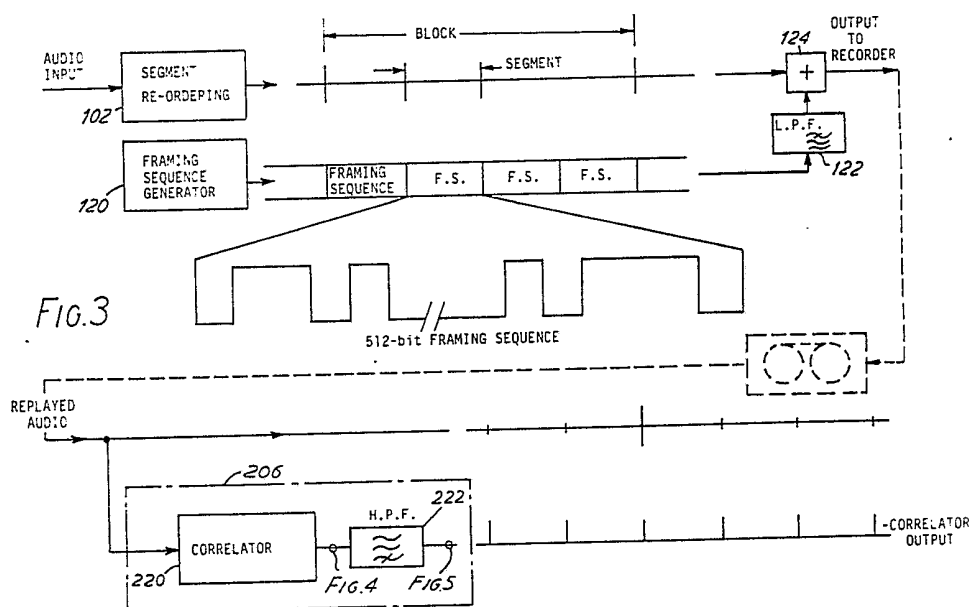 BLOCK
OUTPUT
TO
RECORDER
124
AUDIO
INPUT
SEGMENT
RE-ORDEPING
102
SEGMENT
+
L.P.F.
122
FRAMING
SEQUENCE
GENERATOR
120
FRAMING
SEQUENCE
F.S.
F.S.
F.S.
FIG.3
512-bit FRAMING SEQUENCE
REPLAYED
AUDIO
206
H.P.F.
222
CORRELATOR
220
FIG.4
FIG.5
-CORRELATOR
OUTPUT